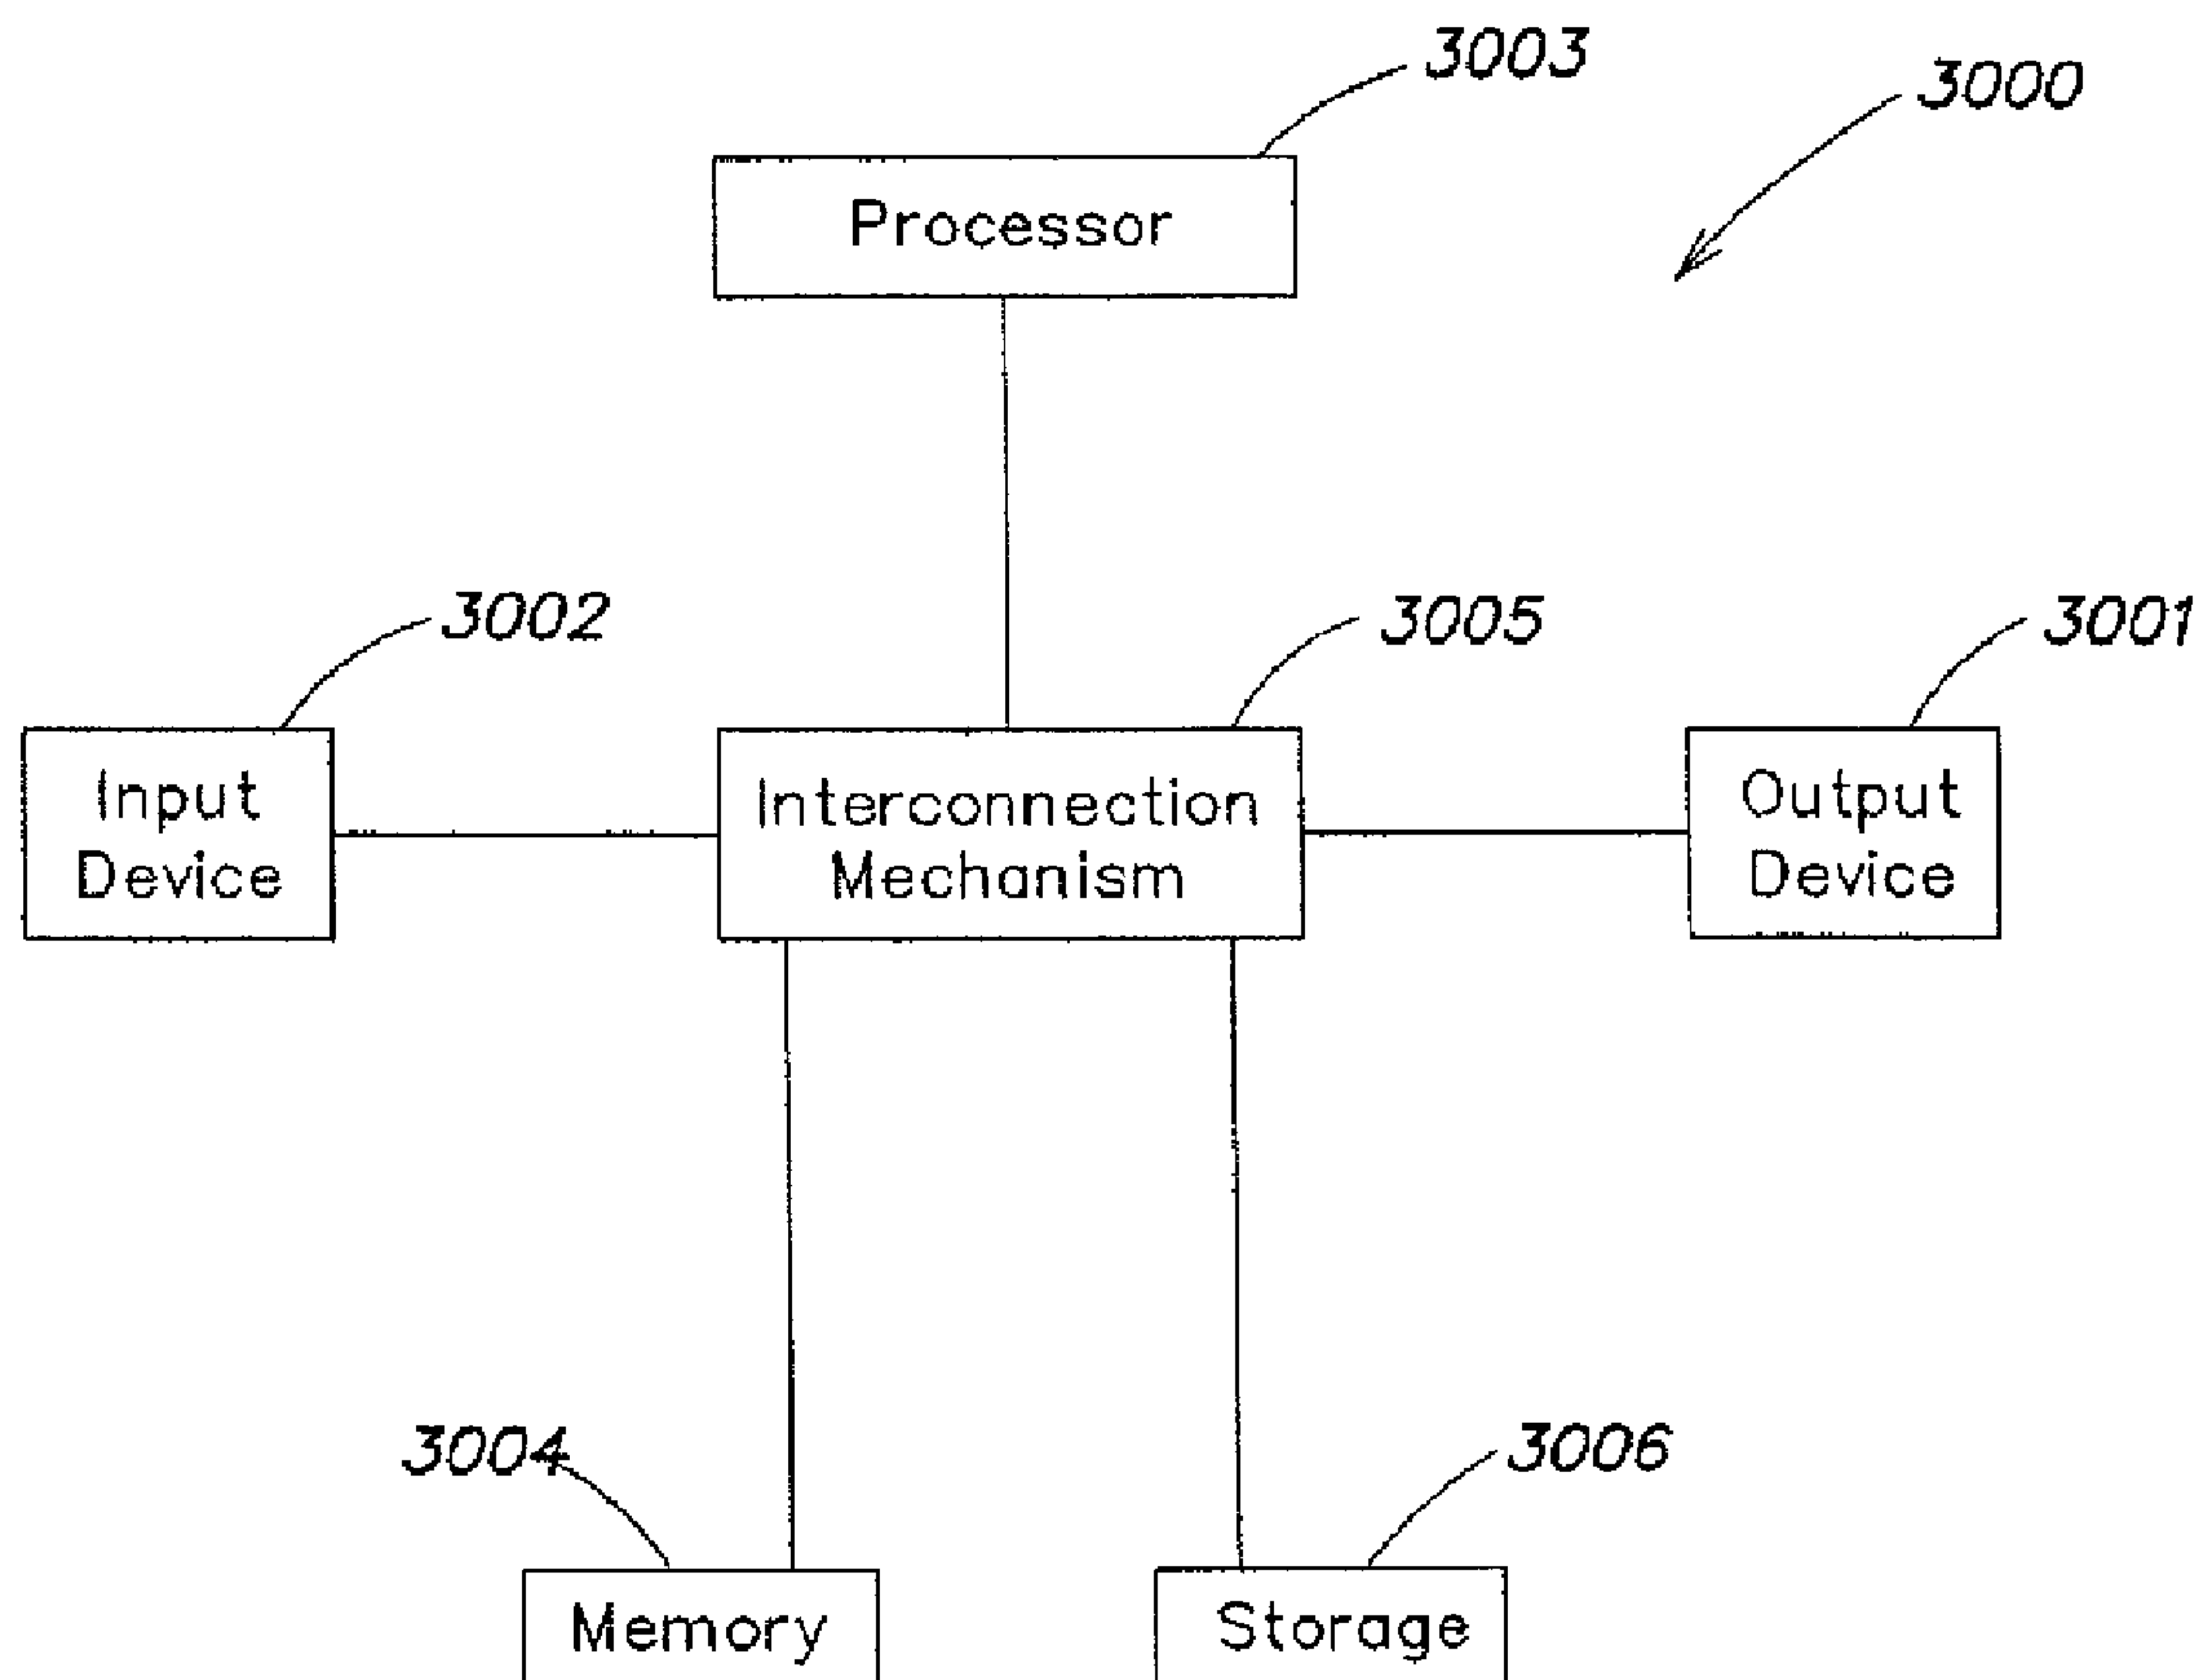 3003
3000
Processor
3002
3005
3001
Input
Device
Interconnection
Mechanism
Output
Device
3004
3006
Memory
Storage